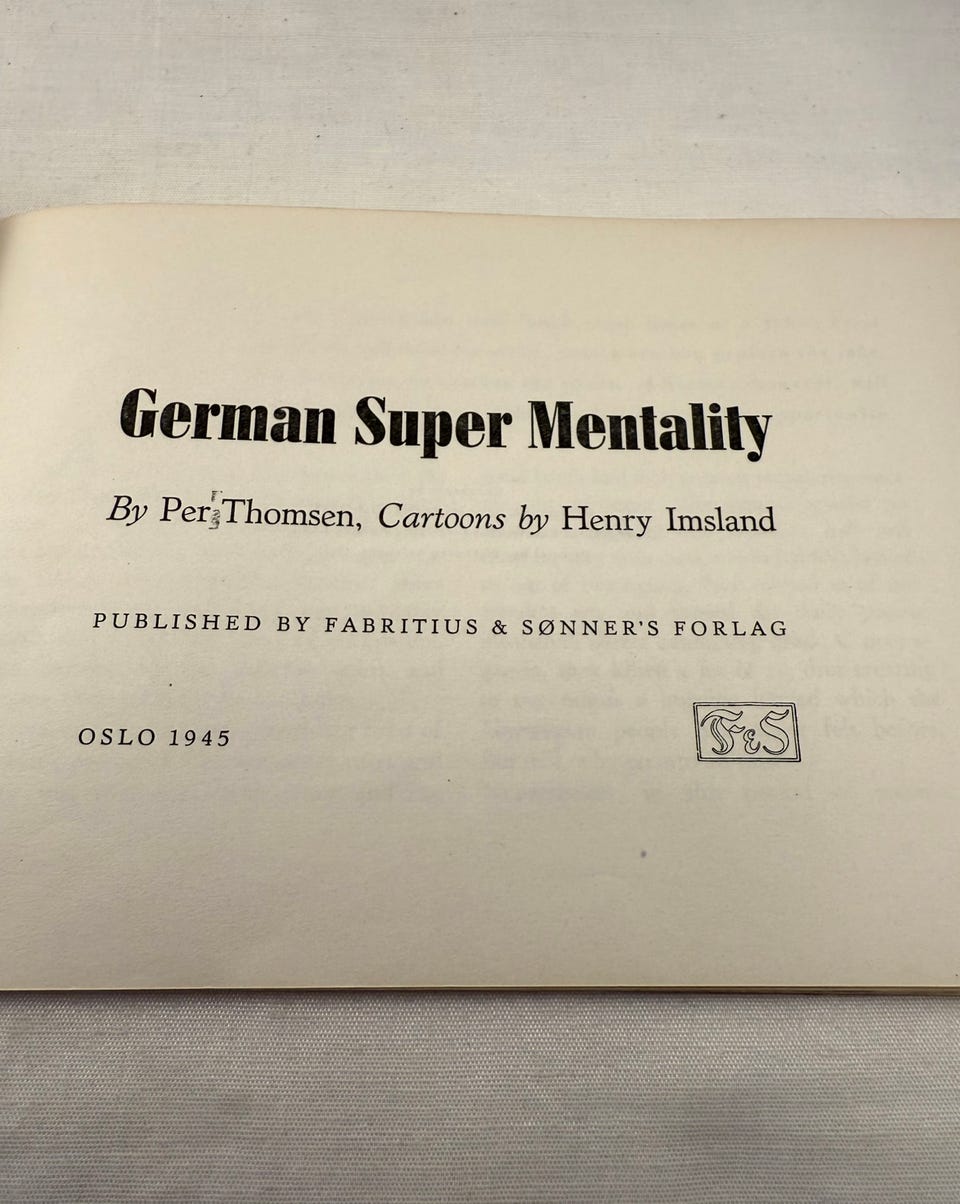 German Super Mentality
By Per Thomsen, Cartoons by Henry Imsland
PUBLISHED BY FABRITIUS & SØNNER'S FORLAG
OSLO 1945
F&S